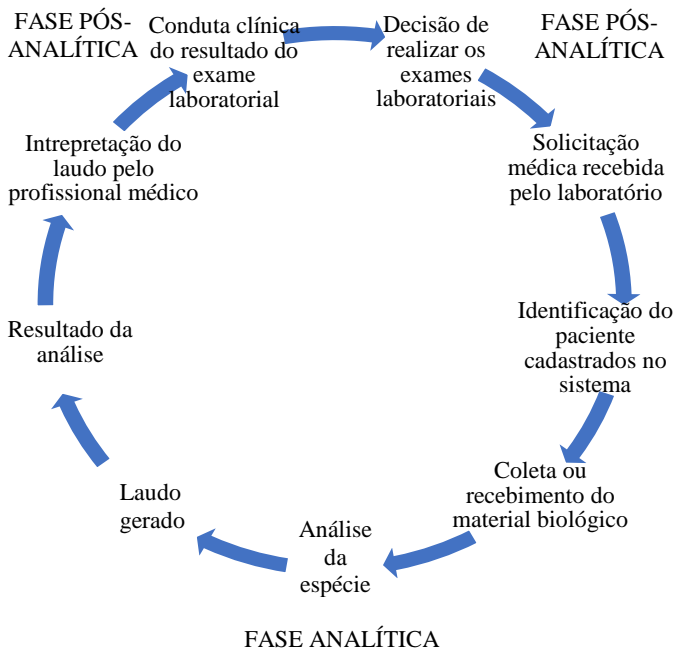 FASE PÓS-
ANALÍTICA
Conduta clínica
do resultado do
exame
laboratorial
Decisão de
realizar os
exames
laboratoriais
FASE PÓS-
ANALÍTICA
Solicitação
médica recebida
pelo laboratório
Identificação do
paciente
cadastrados no
sistema
Coleta ou
recebimento do
material biológico
Análise
da
espécie
Laudo
gerado
Resultado da
análise
Intrepretação do
laudo pelo
profissional médico
FASE ANALÍTICA